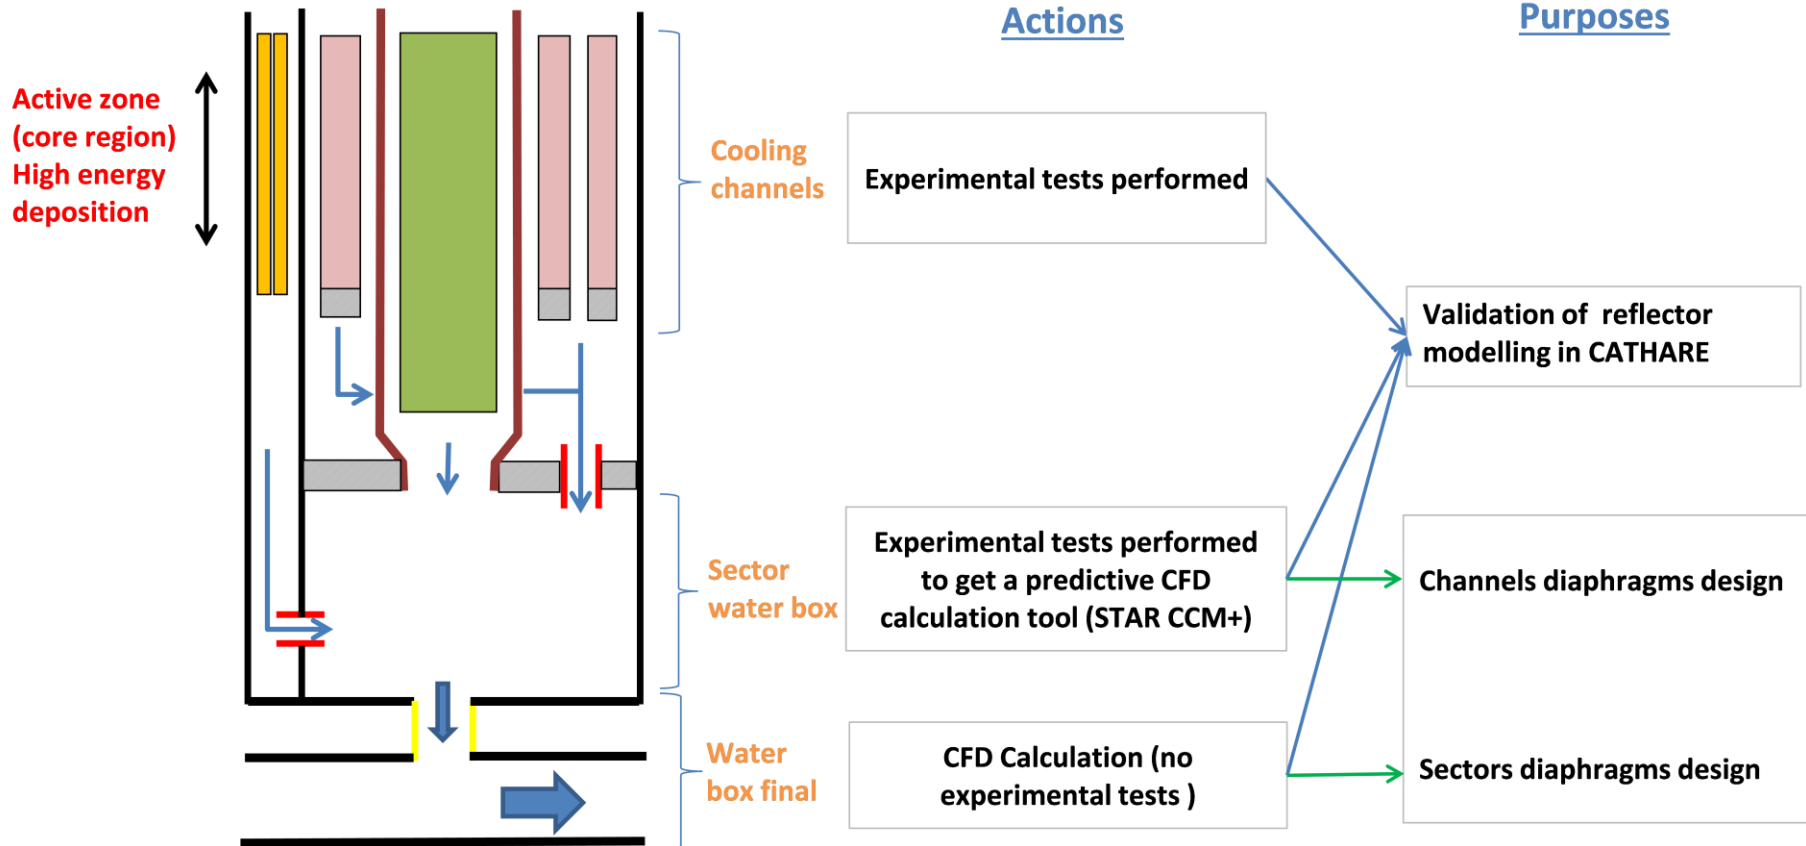 Actions
Purposes
Active zone
(core region)
High energy
deposition
Cooling
channels
Experimental tests performed
Validation of reflector
modelling in CATHARE
Sector
water box
Experimental tests performed
to get a predictive CFD
calculation tool (STAR CCM+)
Channels diaphragms design
Water
box final
CFD Calculation (no
experimental tests )
Sectors diaphragms design